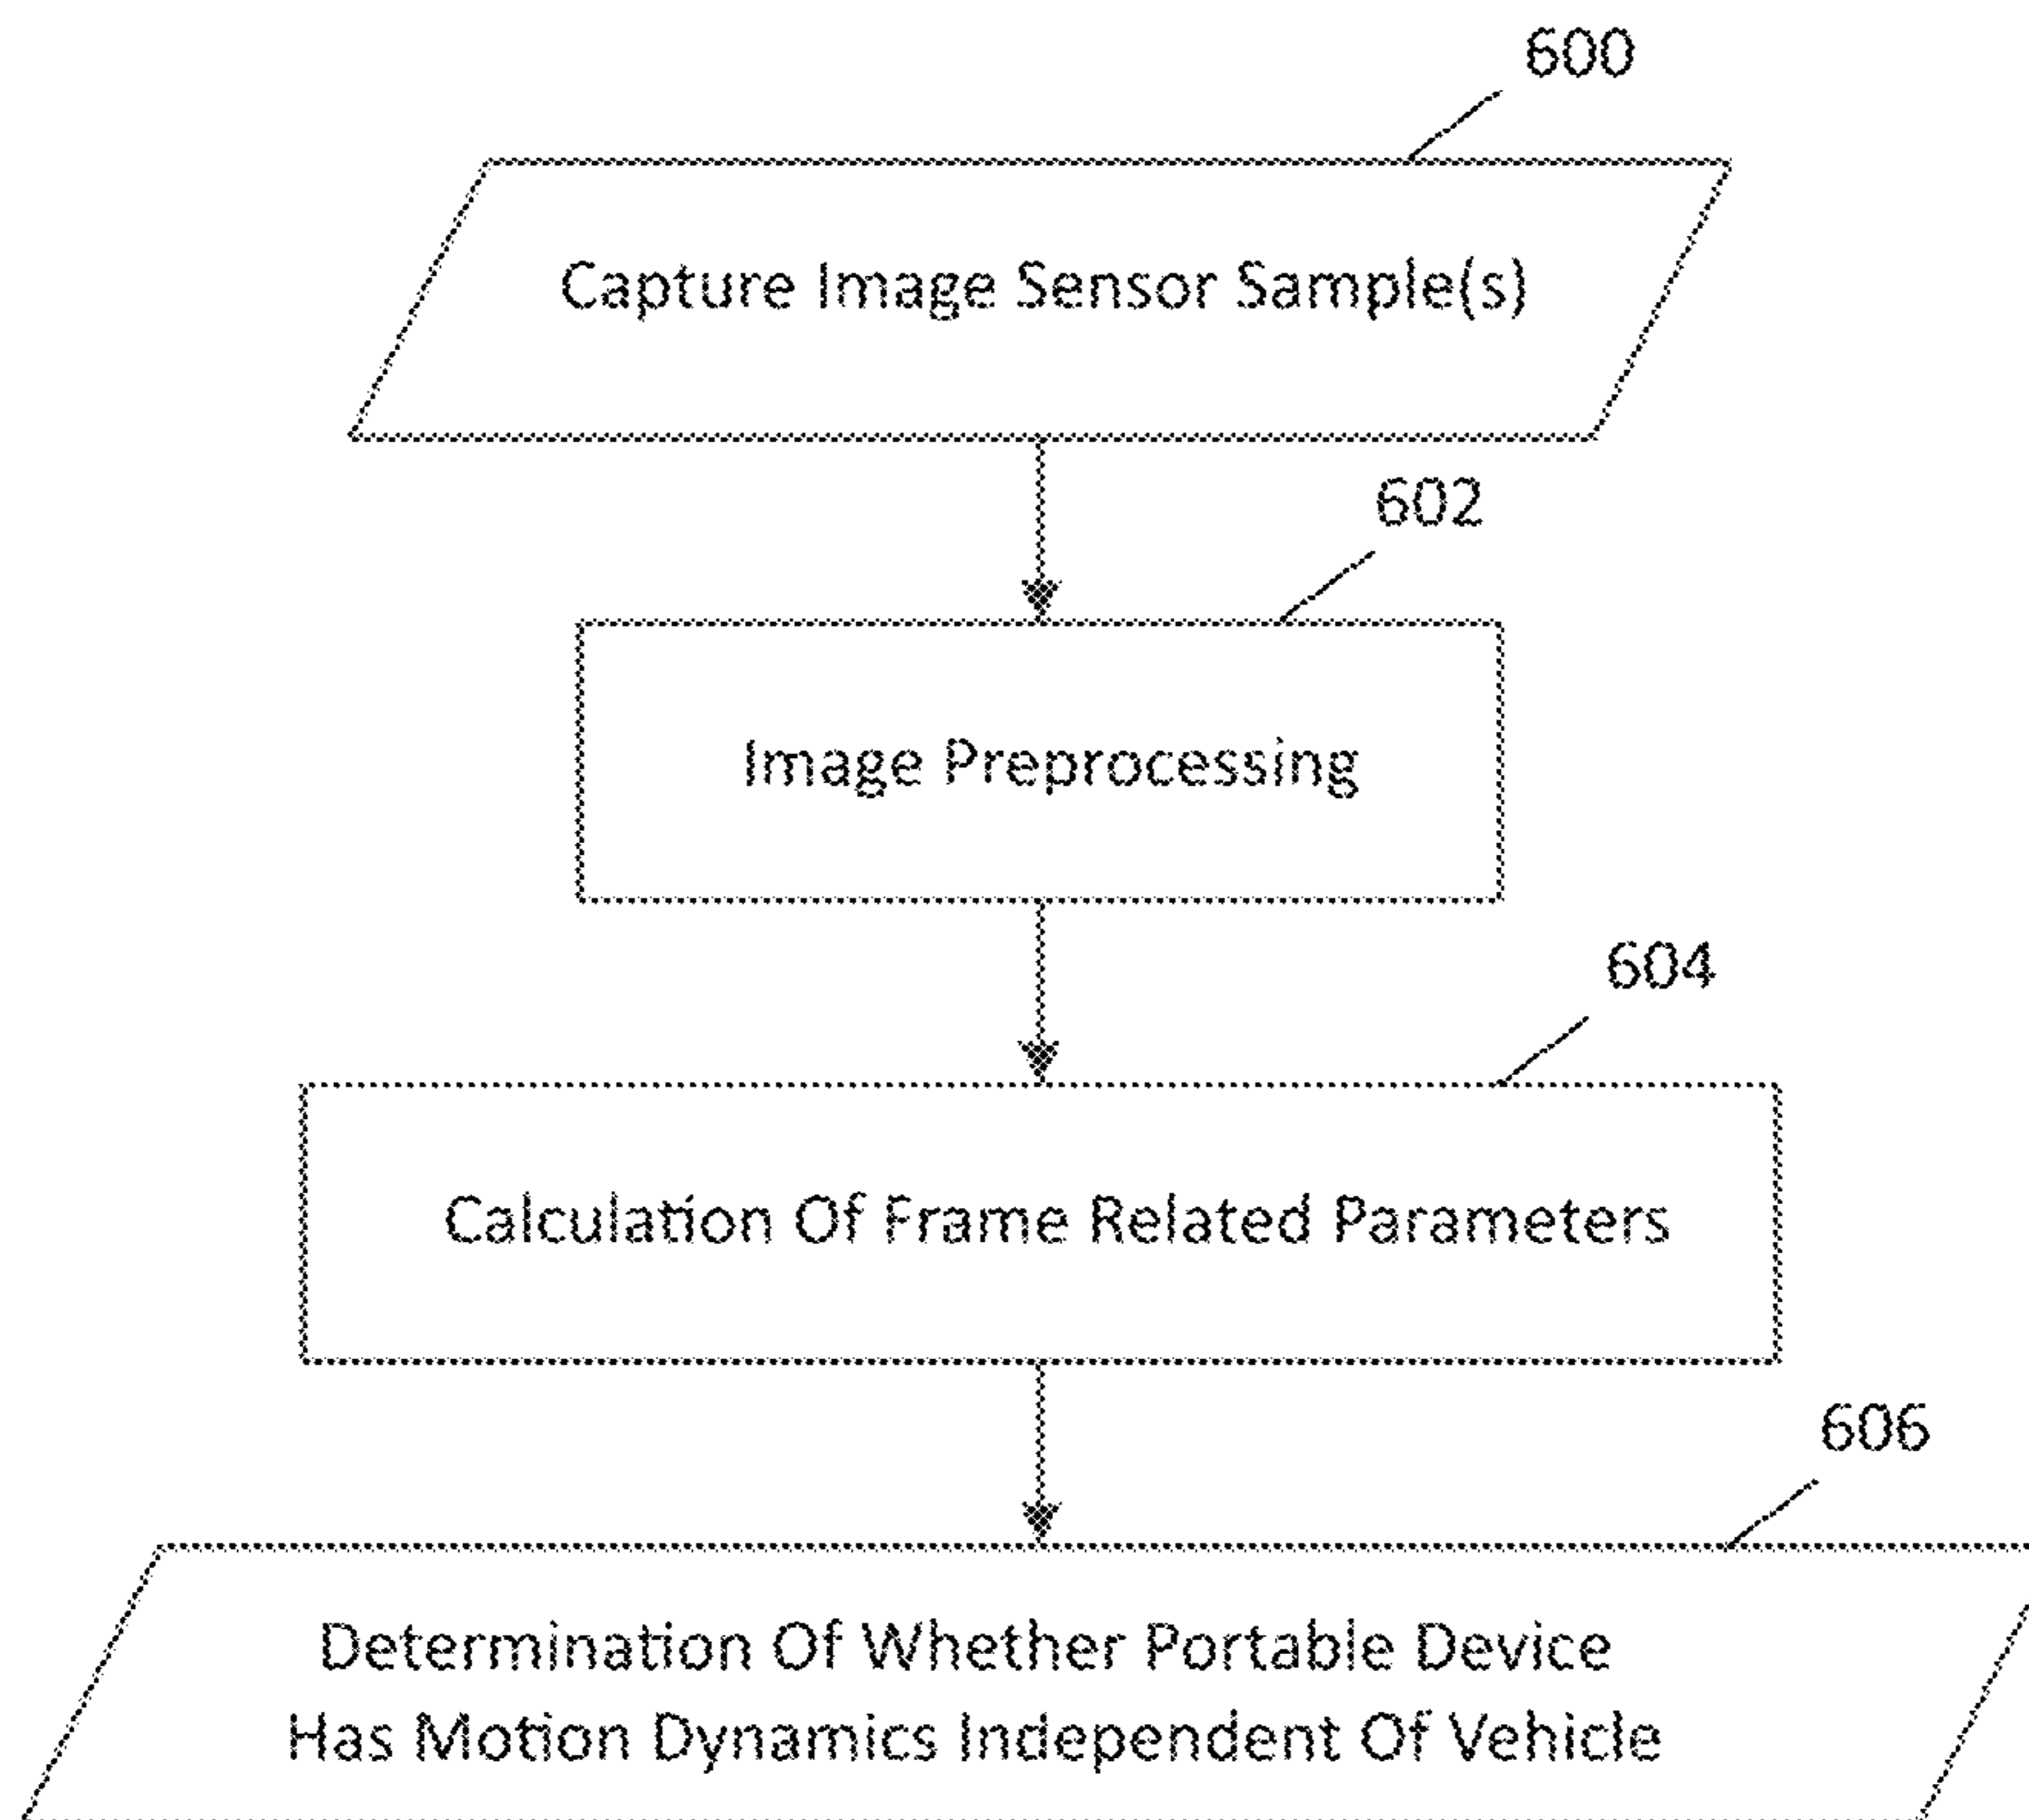 600
Capture Image Sensor Sample(s)
602
Image Preprocessing
604
Calculation Of Frame Related Parameters
606
Determination Of Whether Portable Device
Has Motion Dynamics Independent Of Vehicle